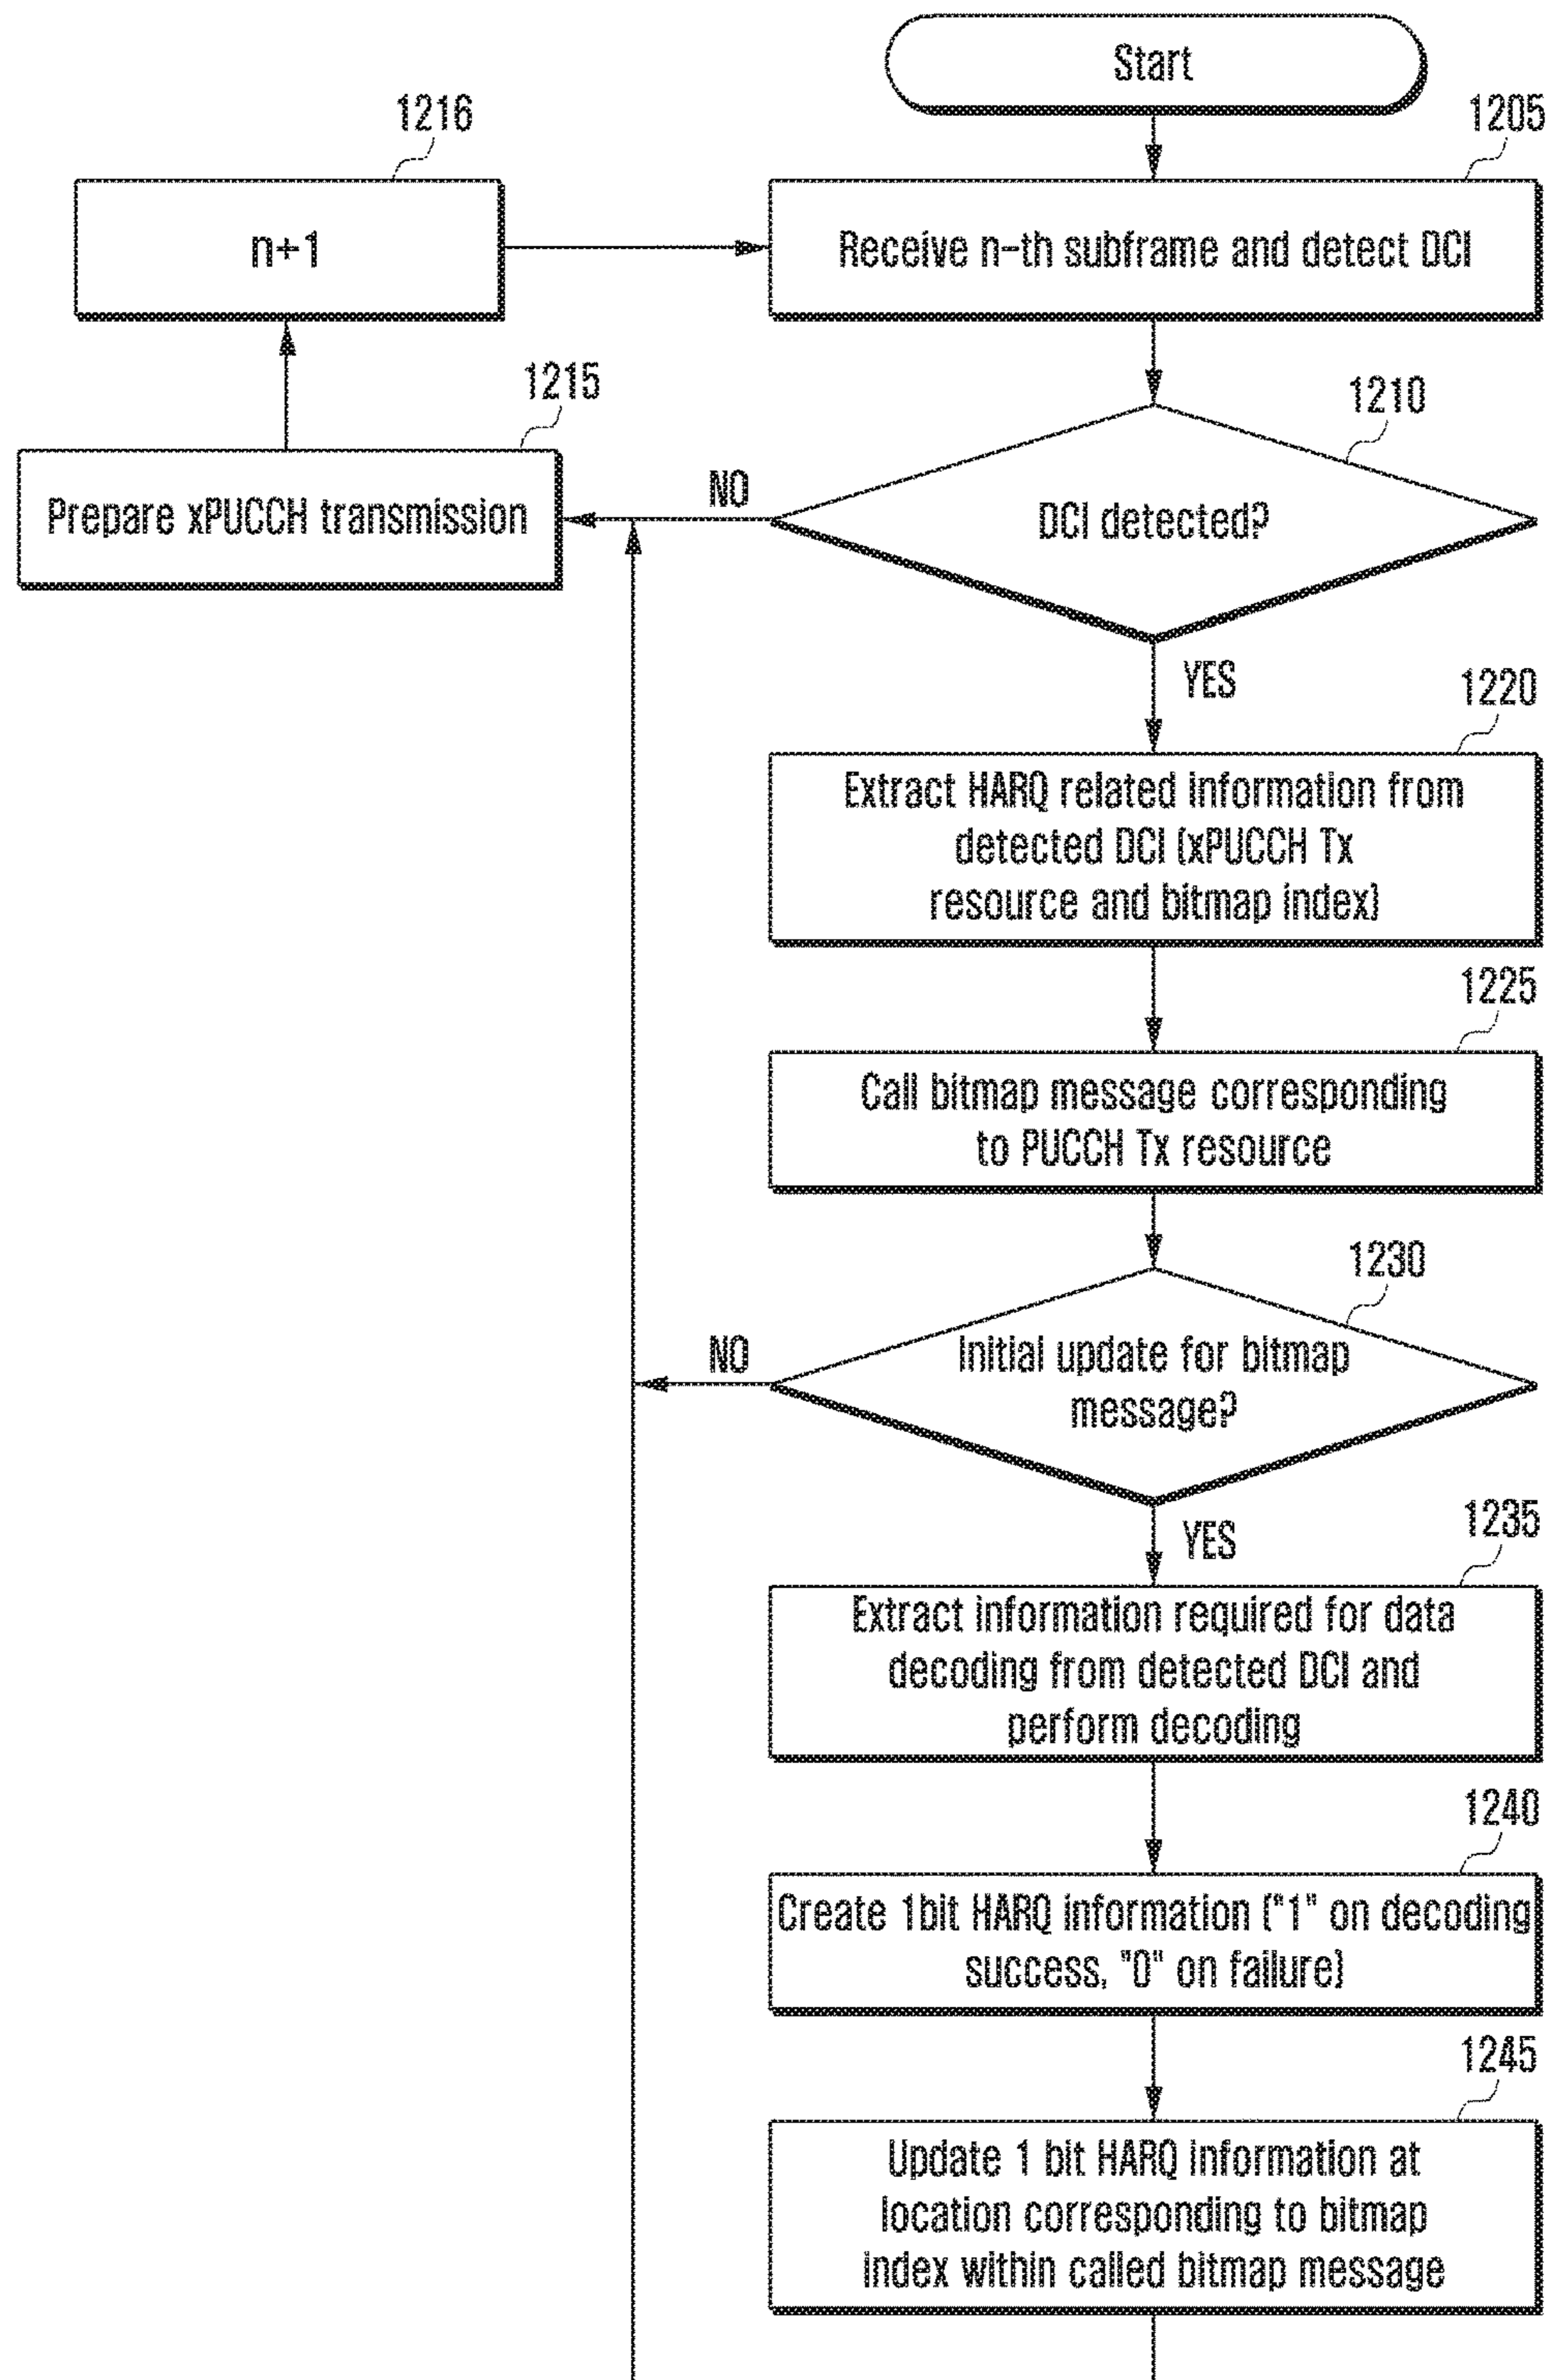 Start
1216
1205
n+1
Receive n-th subframe and detect DCI
1215
1210
Prepare xPUCCH transmission
NO
DCI detected?
YES
1220
Extract HARQ related information from
detected DCI (xPUCCH Tx
resource and bitmap index)
1225
Call bitmap message corresponding
to PUCCH Tx resource
1230
NO
Initial update for bitmap
message?
YES
1235
Extract information required for data
decoding from detected DCI and
perform decoding
1240
Create 1bit HARQ information ("1" on decoding
success, "0" on failure)
1245
Update 1 bit HARQ information at
location corresponding to bitmap
index within called bitmap message